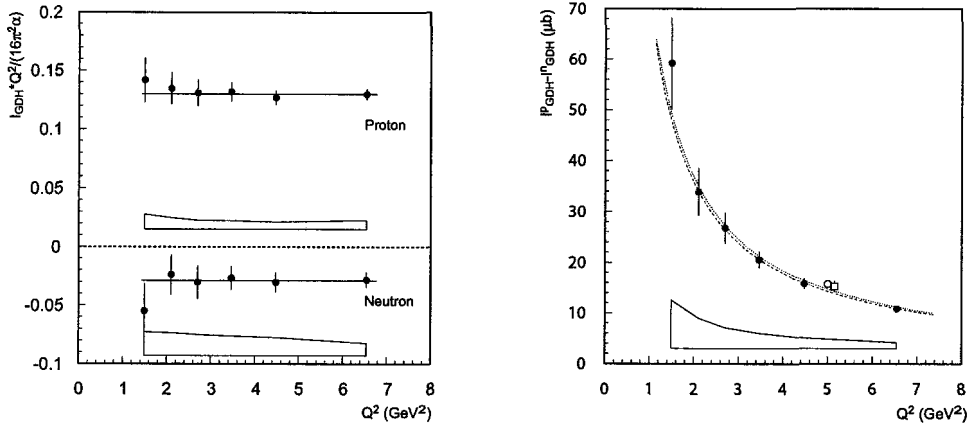 I_GDH *Q²/(16π²α)
0.2
0.15
0.1
0.05
0
-0.05
-0.1
Proton
Neutron
0 1 2 3 4 5 6 7 8
Q² (GeV²)
I^p_GDH-I^n_GDH (μb)
70
60
50
40
30
20
10
0
0 1 2 3 4 5 6 7 8
Q² (GeV²)